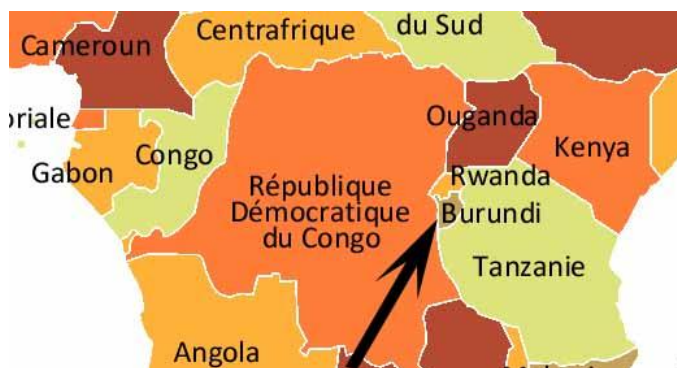 du Sud
Centrafrique
Cameroun
oriale
Ouganda
Kenya
Congo
Gabon
Rwanda
République
Démocratique
du Congo
Burundi
Tanzanie
Angola